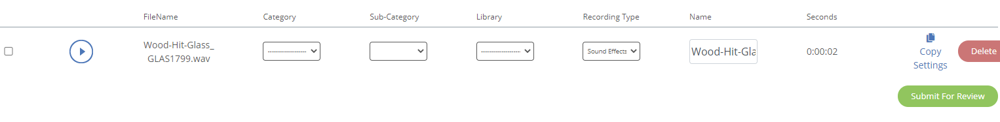 FileName Category Sub-Category Library Recording Type Name Seconds
Wood-Hit-Glass_
GLAS1799.wav
--------------------
--------------------
Sound Effects
Wood-Hit-Gla
0:00:02
Copy
Settings
Delete
Submit For Review